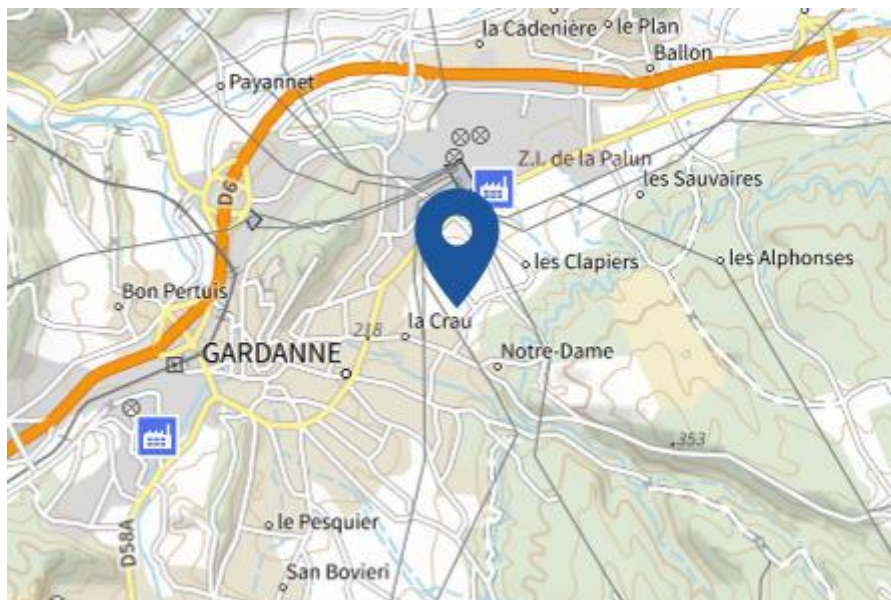 la Cadenière
le Plan
Ballon
Payannet
Z.I. de la Palun
les Sauvaires
D6
les Clapiers
les Alphonses
Bon Pertuis
218
la Crau
GARDANNE
Notre-Dame
353
le Pesquier
D58A
San Bovieri